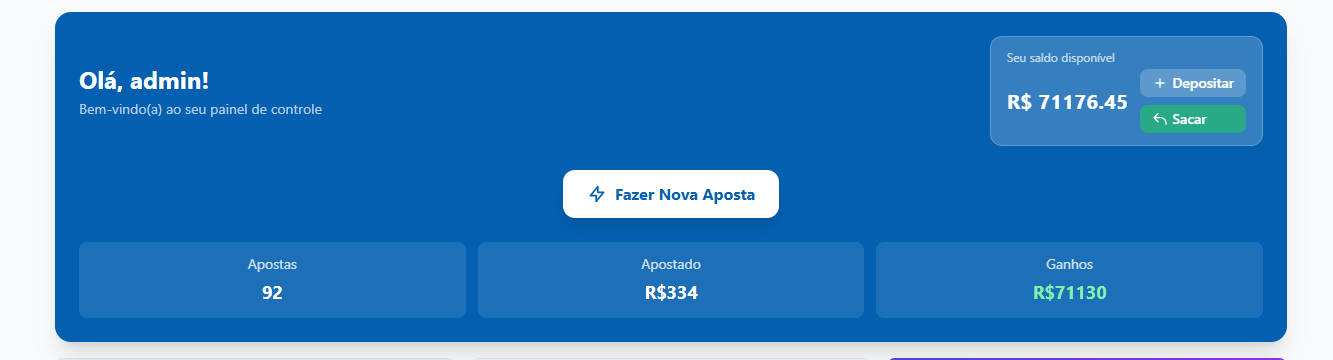 Olá, admin!
Bem-vindo(a) ao seu painel de controle
Seu saldo disponível
R$ 71176.45
+ Depositar
Sacar
Fazer Nova Aposta
Apostas
92
Apostado
R$334
Ganhos
R$71130